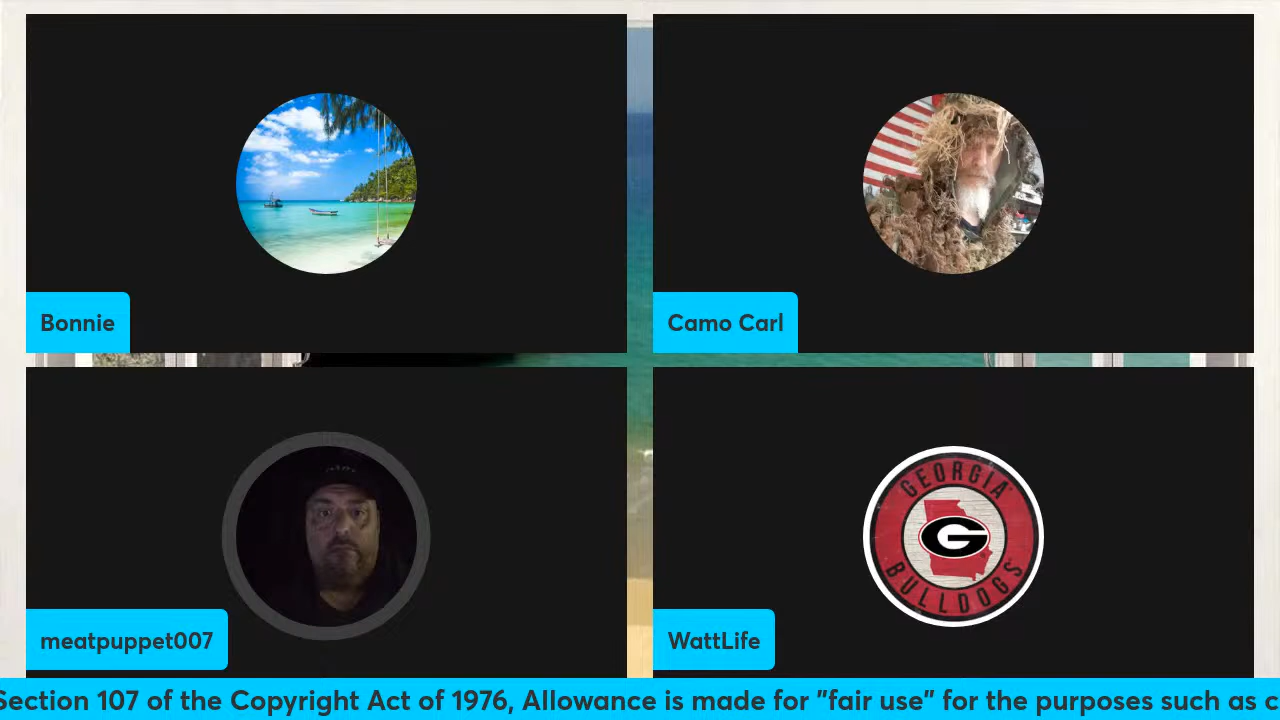 Bonnie
Camo Carl
GEORGIA
G
BULLDOGS
meatpuppet007
WattLife
Section 107 of the Copyright Act of 1976, Allowance is made for "fair use" for the purposes such as c